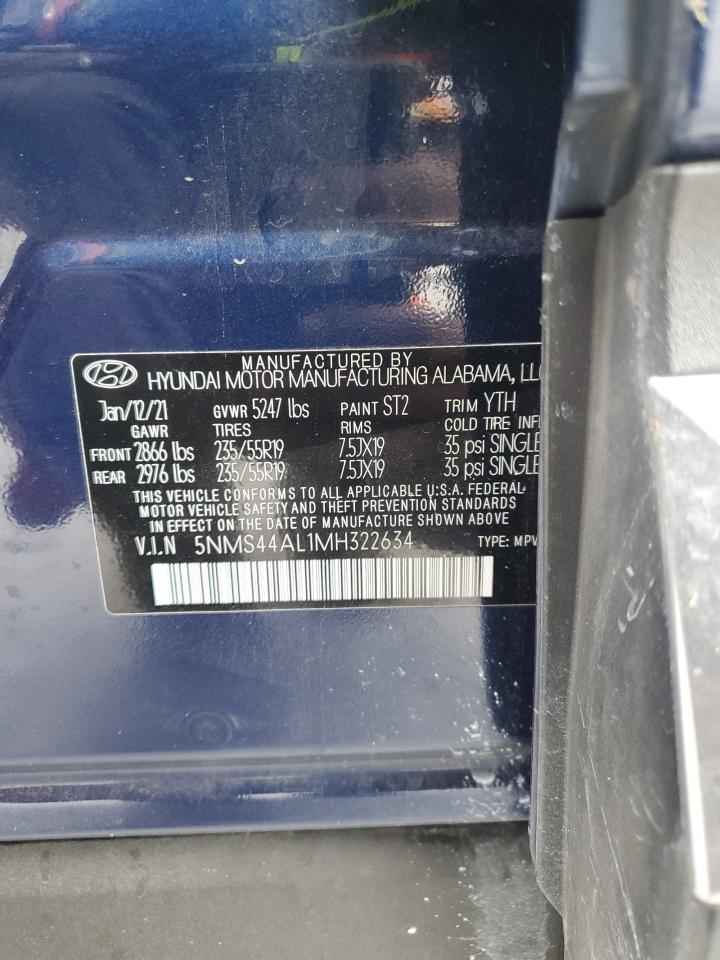 MANUFACTURED BY
HYUNDAI MOTOR MANUFACTURING ALABAMA, LLC
Jan/12/21 GVWR 5247 lbs PAINT ST2 TRIM YTH
GAWR TIRES RIMS COLD TIRE INF
FRONT 2866 lbs 235/55R19 7.5JX19 35 psi SINGLE
REAR 2976 lbs 235/55R19 7.5JX19 35 psi SINGLE
THIS VEHICLE CONFORMS TO ALL APPLICABLE U.S.A. FEDERAL
MOTOR VEHICLE SAFETY AND THEFT PREVENTION STANDARDS
IN EFFECT ON THE DATE OF MANUFACTURE SHOWN ABOVE
V.I.N 5NMS44AL1MH322634 TYPE: MPV